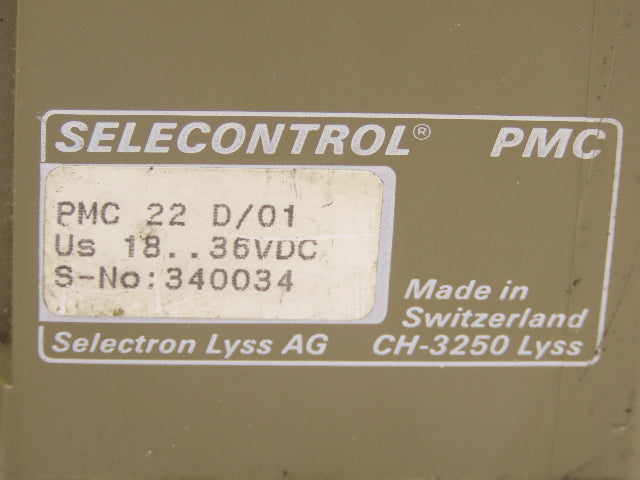 SELECONTROL® PMC
PMC 22 D/01
Us 18..36VDC
S-No:340034
Made in
Switzerland
Selectron Lyss AG CH-3250 Lyss